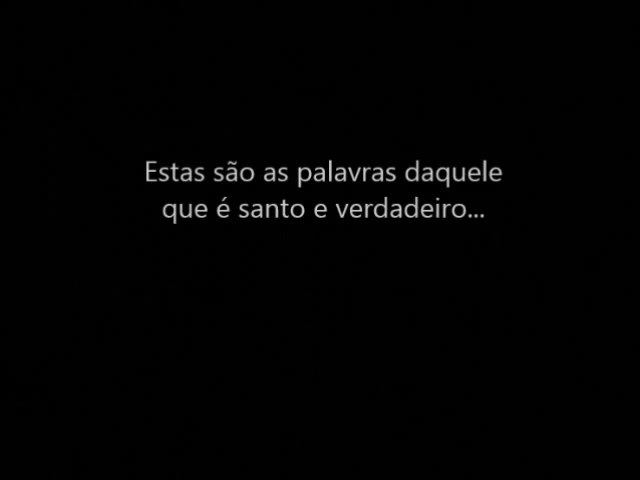 Estas são as palavras daquele
que é santo e verdadeiro...